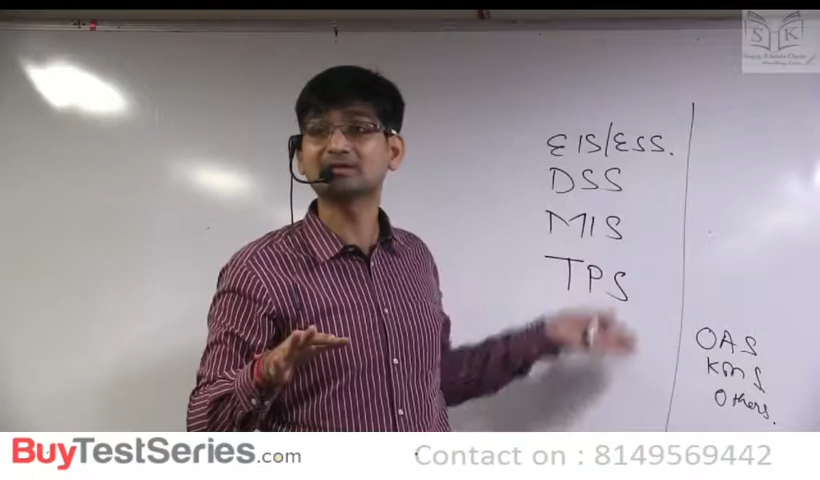 S K
EIS/ESS.
DSS
MIS
TPS
OAS
KMS
Others.
BuyTestSeries.com
Contact on : 8149569442